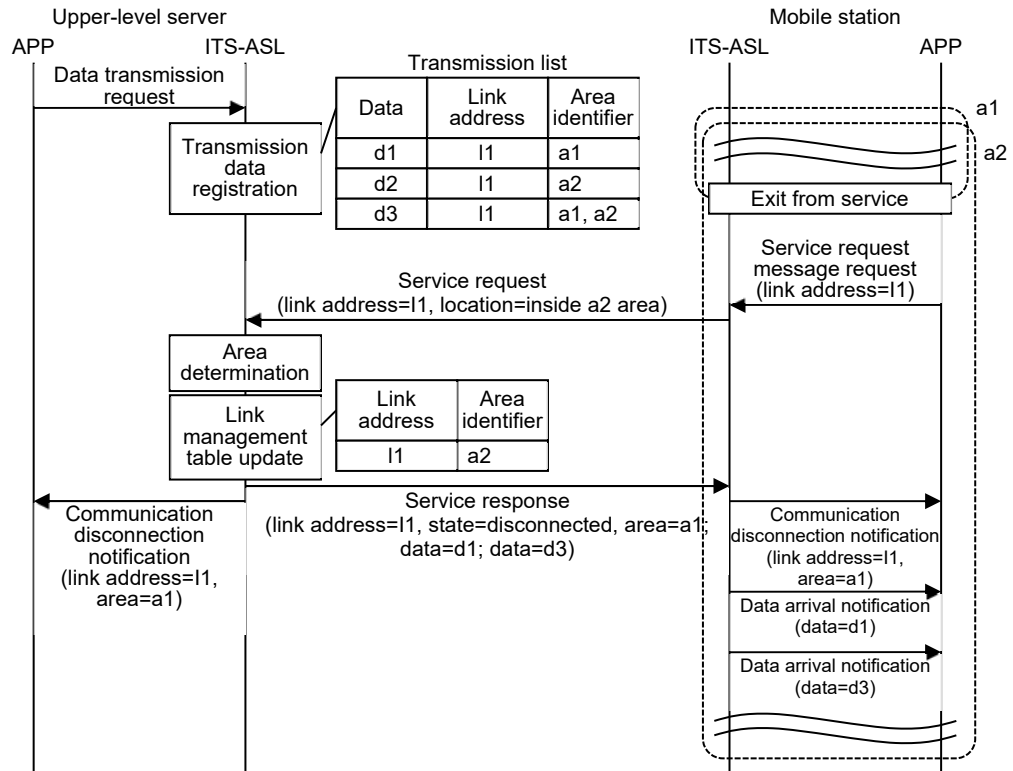 Upper-level server
Mobile station
APP
ITS-ASL
ITS-ASL
APP
Data transmission
request
Transmission list
Data
Link
address
Area
identifier
d1
l1
a1
d2
l1
a2
d3
l1
a1, a2
Transmission
data
registration
a1
a2
Exit from service
Service request
message request
(link address=l1)
Service request
(link address=l1, location=inside a2 area)
Area
determination
Link
management
table update
Link
address
Area
identifier
l1
a2
Service response
(link address=l1, state=disconnected, area=a1;
data=d1; data=d3)
Communication
disconnection
notification
(link address=l1,
area=a1)
Communication
disconnection notification
(link address=l1,
area=a1)
Data arrival notification
(data=d1)
Data arrival notification
(data=d3)